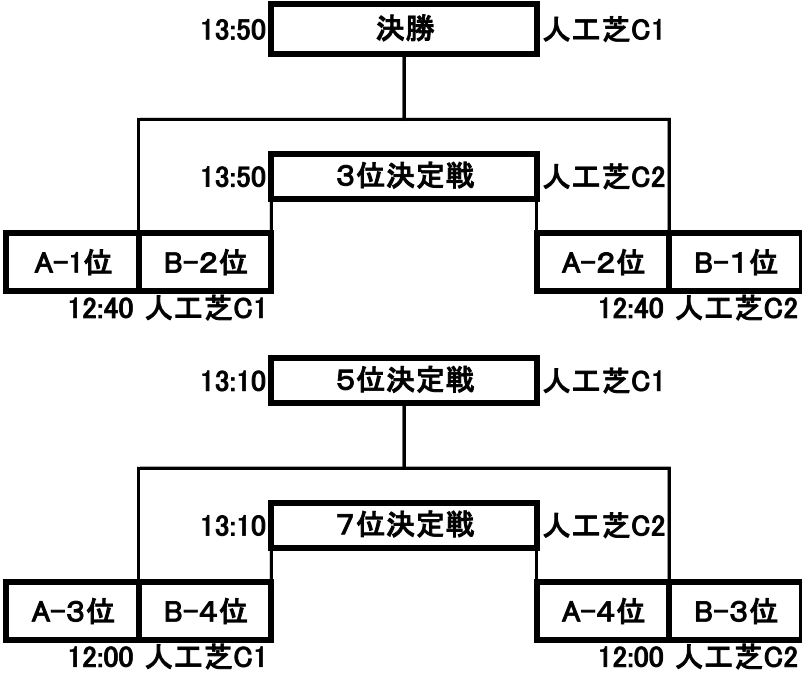 13:50 決勝 人工芝C1
13:50 3位決定戦 人工芝C2
A-1位 B-2位 A-2位 B-1位
12:40 人工芝C1 12:40 人工芝C2
13:10 5位決定戦 人工芝C1
13:10 7位決定戦 人工芝C2
A-3位 B-4位 A-4位 B-3位
12:00 人工芝C1 12:00 人工芝C2